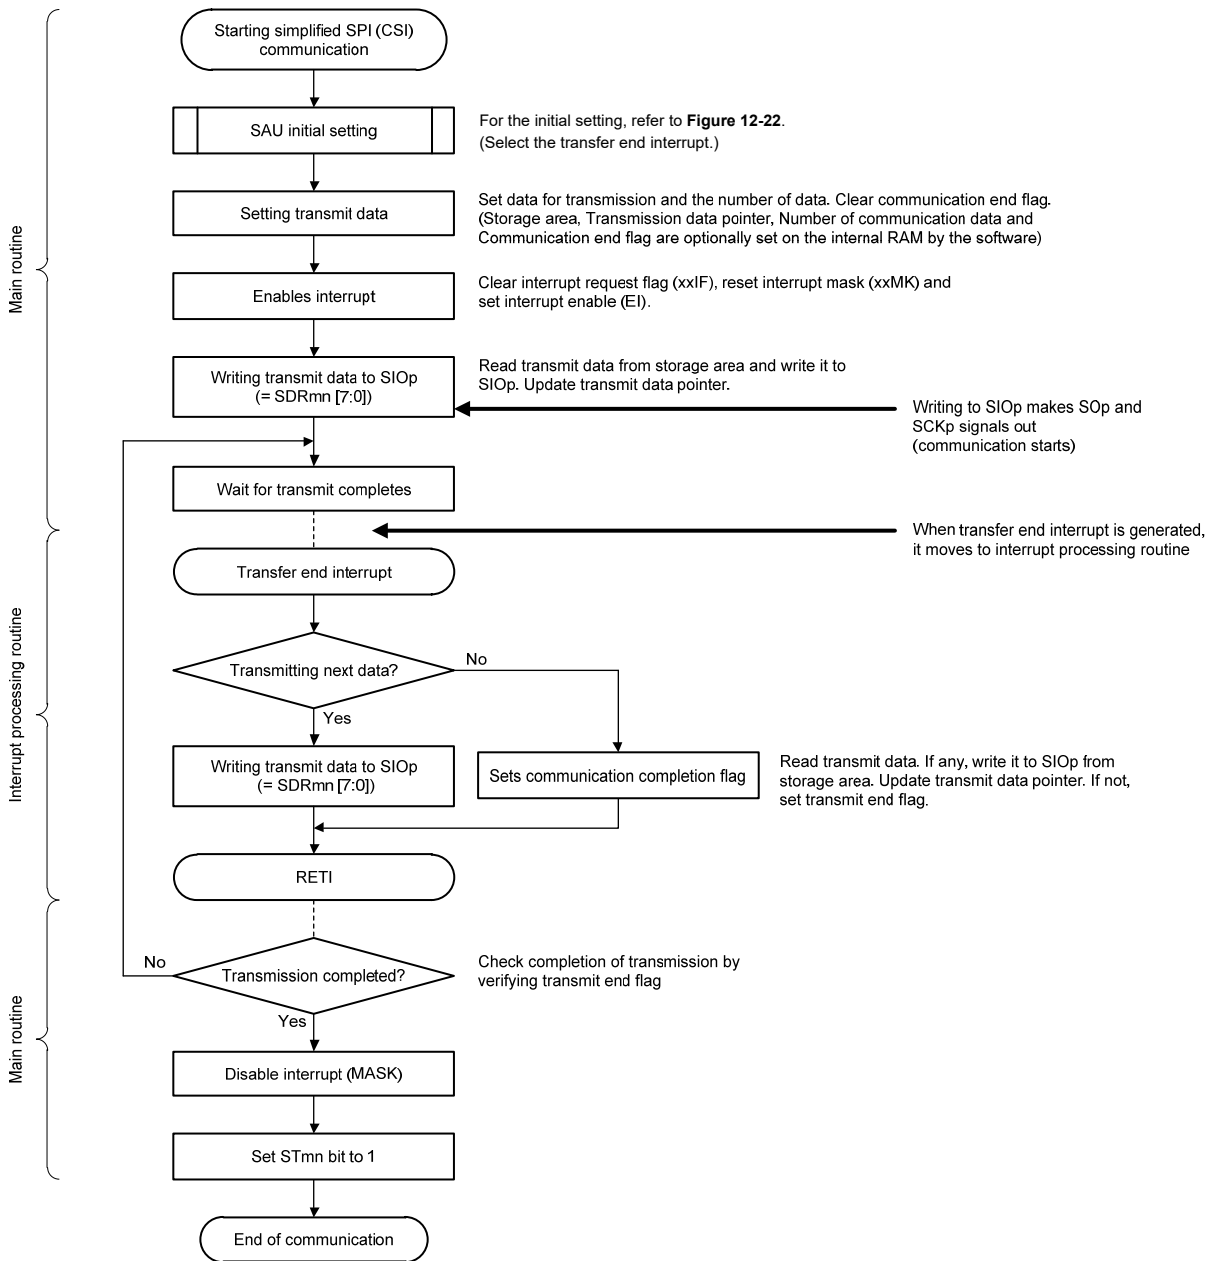 Starting simplified SPI (CSI)
communication
SAU initial setting
For the initial setting, refer to Figure 12-22.
(Select the transfer end interrupt.)
Setting transmit data
Set data for transmission and the number of data. Clear communication end flag.
(Storage area, Transmission data pointer, Number of communication data and
Communication end flag are optionally set on the internal RAM by the software)
Main routine
Enables interrupt
Clear interrupt request flag (xxIF), reset interrupt mask (xxMK) and
set interrupt enable (EI).
Writing transmit data to SIOp
(= SDRmn [7:0])
Read transmit data from storage area and write it to
SIOp. Update transmit data pointer.
Writing to SIOp makes SOp and
SCKp signals out
(communication starts)
Wait for transmit completes
When transfer end interrupt is generated,
it moves to interrupt processing routine
Transfer end interrupt
Interrupt processing routine
Transmitting next data?
No
Yes
Writing transmit data to SIOp
(= SDRmn [7:0])
Sets communication completion flag
Read transmit data. If any, write it to SIOp from
storage area. Update transmit data pointer. If not,
set transmit end flag.
RETI
No
Transmission completed?
Check completion of transmission by
verifying transmit end flag
Yes
Main routine
Disable interrupt (MASK)
Set STmn bit to 1
End of communication